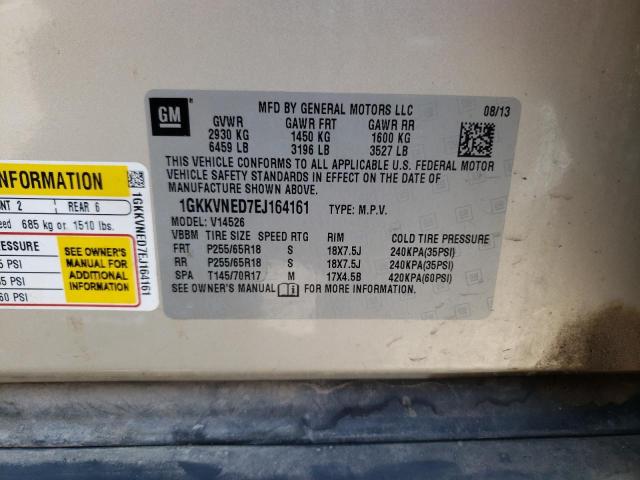 GM
MFD BY GENERAL MOTORS LLC 08/13
GVWR GAWR FRT GAWR RR
2930 KG 1450 KG 1600 KG
6459 LB 3196 LB 3527 LB
THIS VEHICLE CONFORMS TO ALL APPLICABLE U.S. FEDERAL MOTOR
VEHICLE SAFETY STANDARDS IN EFFECT ON THE DATE OF
MANUFACTURE SHOWN ABOVE.
1GKKVNED7EJ164161 TYPE: M.P.V.
MODEL: V14526
VBBM TIRE SIZE SPEED RTG RIM COLD TIRE PRESSURE
FRT P255/65R18 S 18X7.5J 240KPA(35PSI)
RR P255/65R18 S 18X7.5J 240KPA(35PSI)
SPA T145/70R17 M 17X4.5B 420KPA(60PSI)
SEE OWNER'S MANUAL FOR MORE INFORMATION.
INFORMATION
2 REAR 6
685 kg or 1510 lbs.
PRESSURE
PSI
PSI
60 PSI
SEE OWNER'S
MANUAL FOR
ADDITIONAL
INFORMATION
1GKKVNED7EJ164161